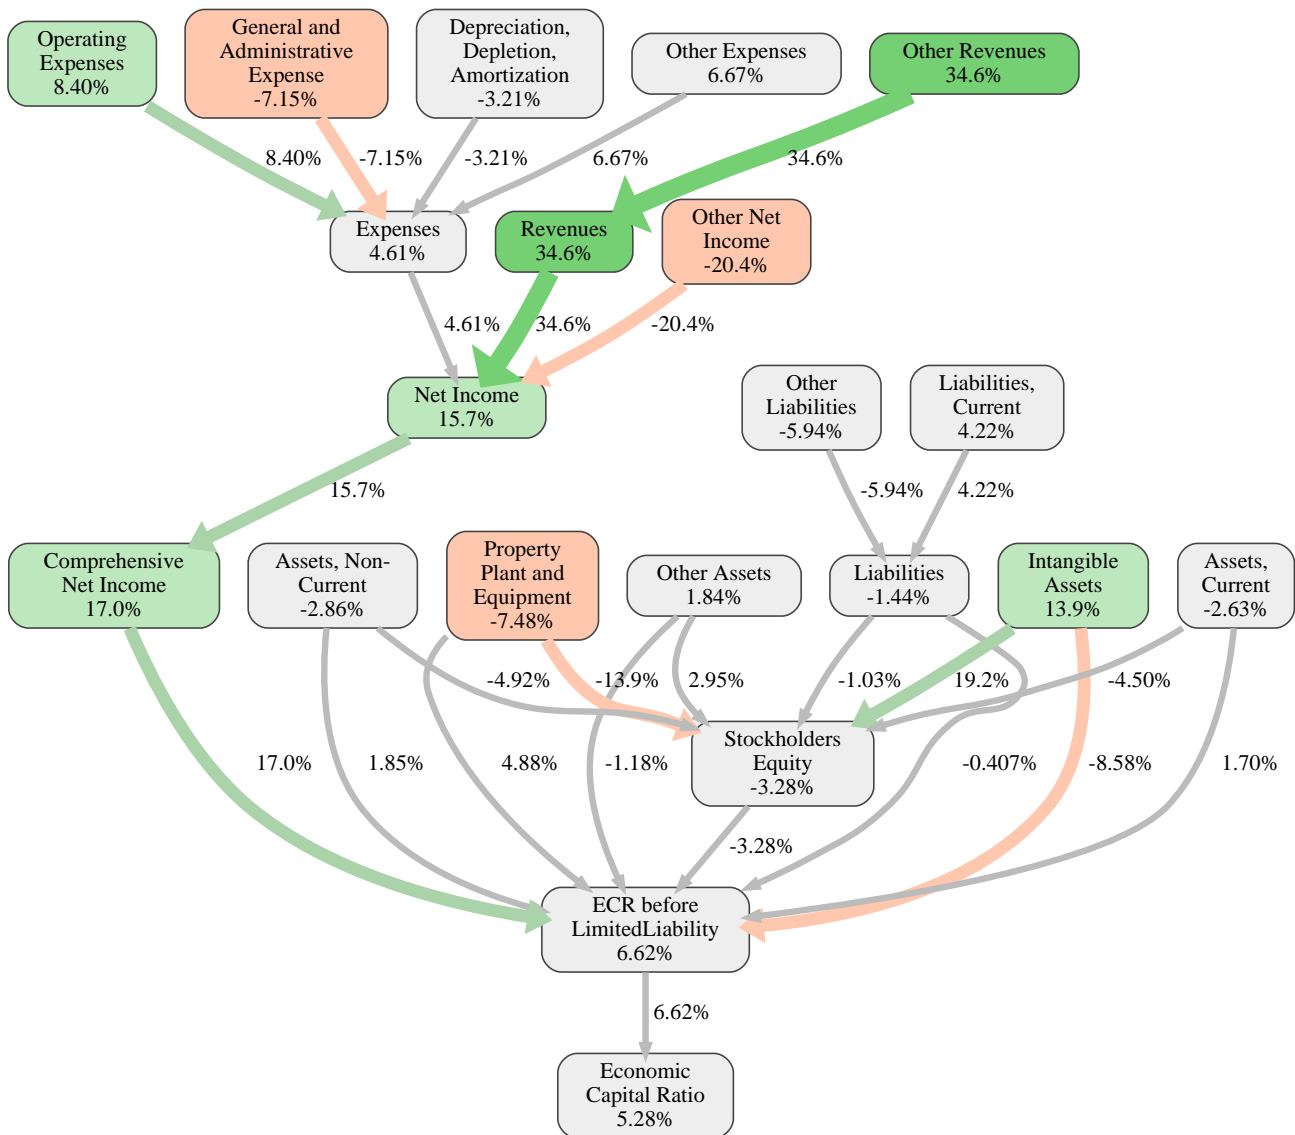 Operating
Expenses
8.40%
General and
Administrative
Expense
-7.15%
Depreciation,
Depletion,
Amortization
-3.21%
Other Expenses
6.67%
Other Revenues
34.6%
8.40%
-7.15%
-3.21%
6.67%
34.6%
Expenses
4.61%
Revenues
34.6%
Other Net
Income
-20.4%
4.61%
34.6%
-20.4%
Net Income
15.7%
Other
Liabilities
-5.94%
Liabilities,
Current
4.22%
15.7%
-5.94%
4.22%
Comprehensive
Net Income
17.0%
Assets, Non-
Current
-2.86%
Property
Plant and
Equipment
-7.48%
Other Assets
1.84%
Liabilities
-1.44%
Intangible
Assets
13.9%
Assets,
Current
-2.63%
-4.92%
-13.9%
2.95%
-1.03%
19.2%
-4.50%
Stockholders
Equity
-3.28%
17.0%
1.85%
4.88%
-1.18%
-0.407%
-8.58%
1.70%
-3.28%
ECR before
LimitedLiability
6.62%
6.62%
Economic
Capital Ratio
5.28%